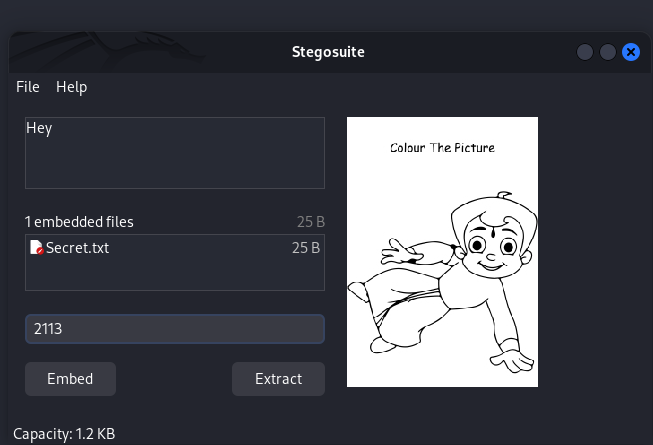 Stegosuite
File Help
Hey
1 embedded files 25 B
Secret.txt 25 B
2113
Embed Extract
Capacity: 1.2 KB
Colour The Picture